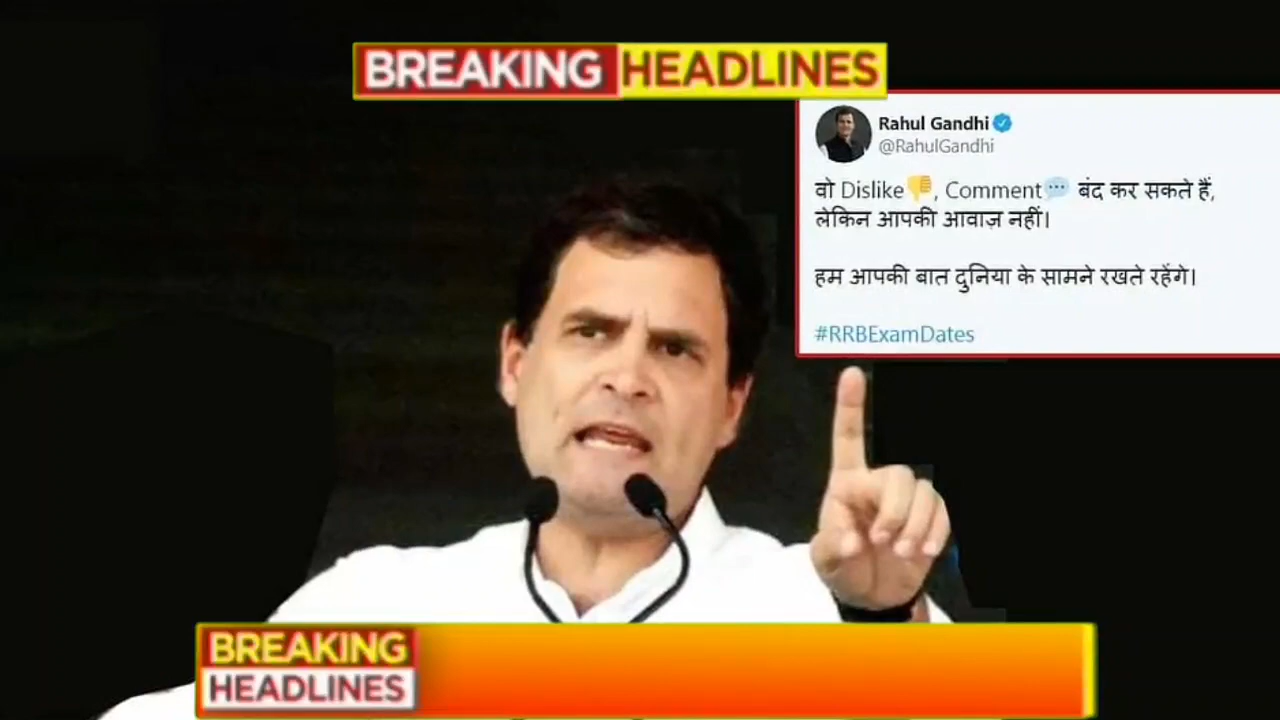 BREAKING HEADLINES
Rahul Gandhi
@RahulGandhi
वो Dislike👎, Comment💬 बंद कर सकते हैं,
लेकिन आपकी आवाज़ नहीं।
हम आपकी बात दुनिया के सामने रखते रहेंगे।
#RRBExamDates
BREAKING
HEADLINES